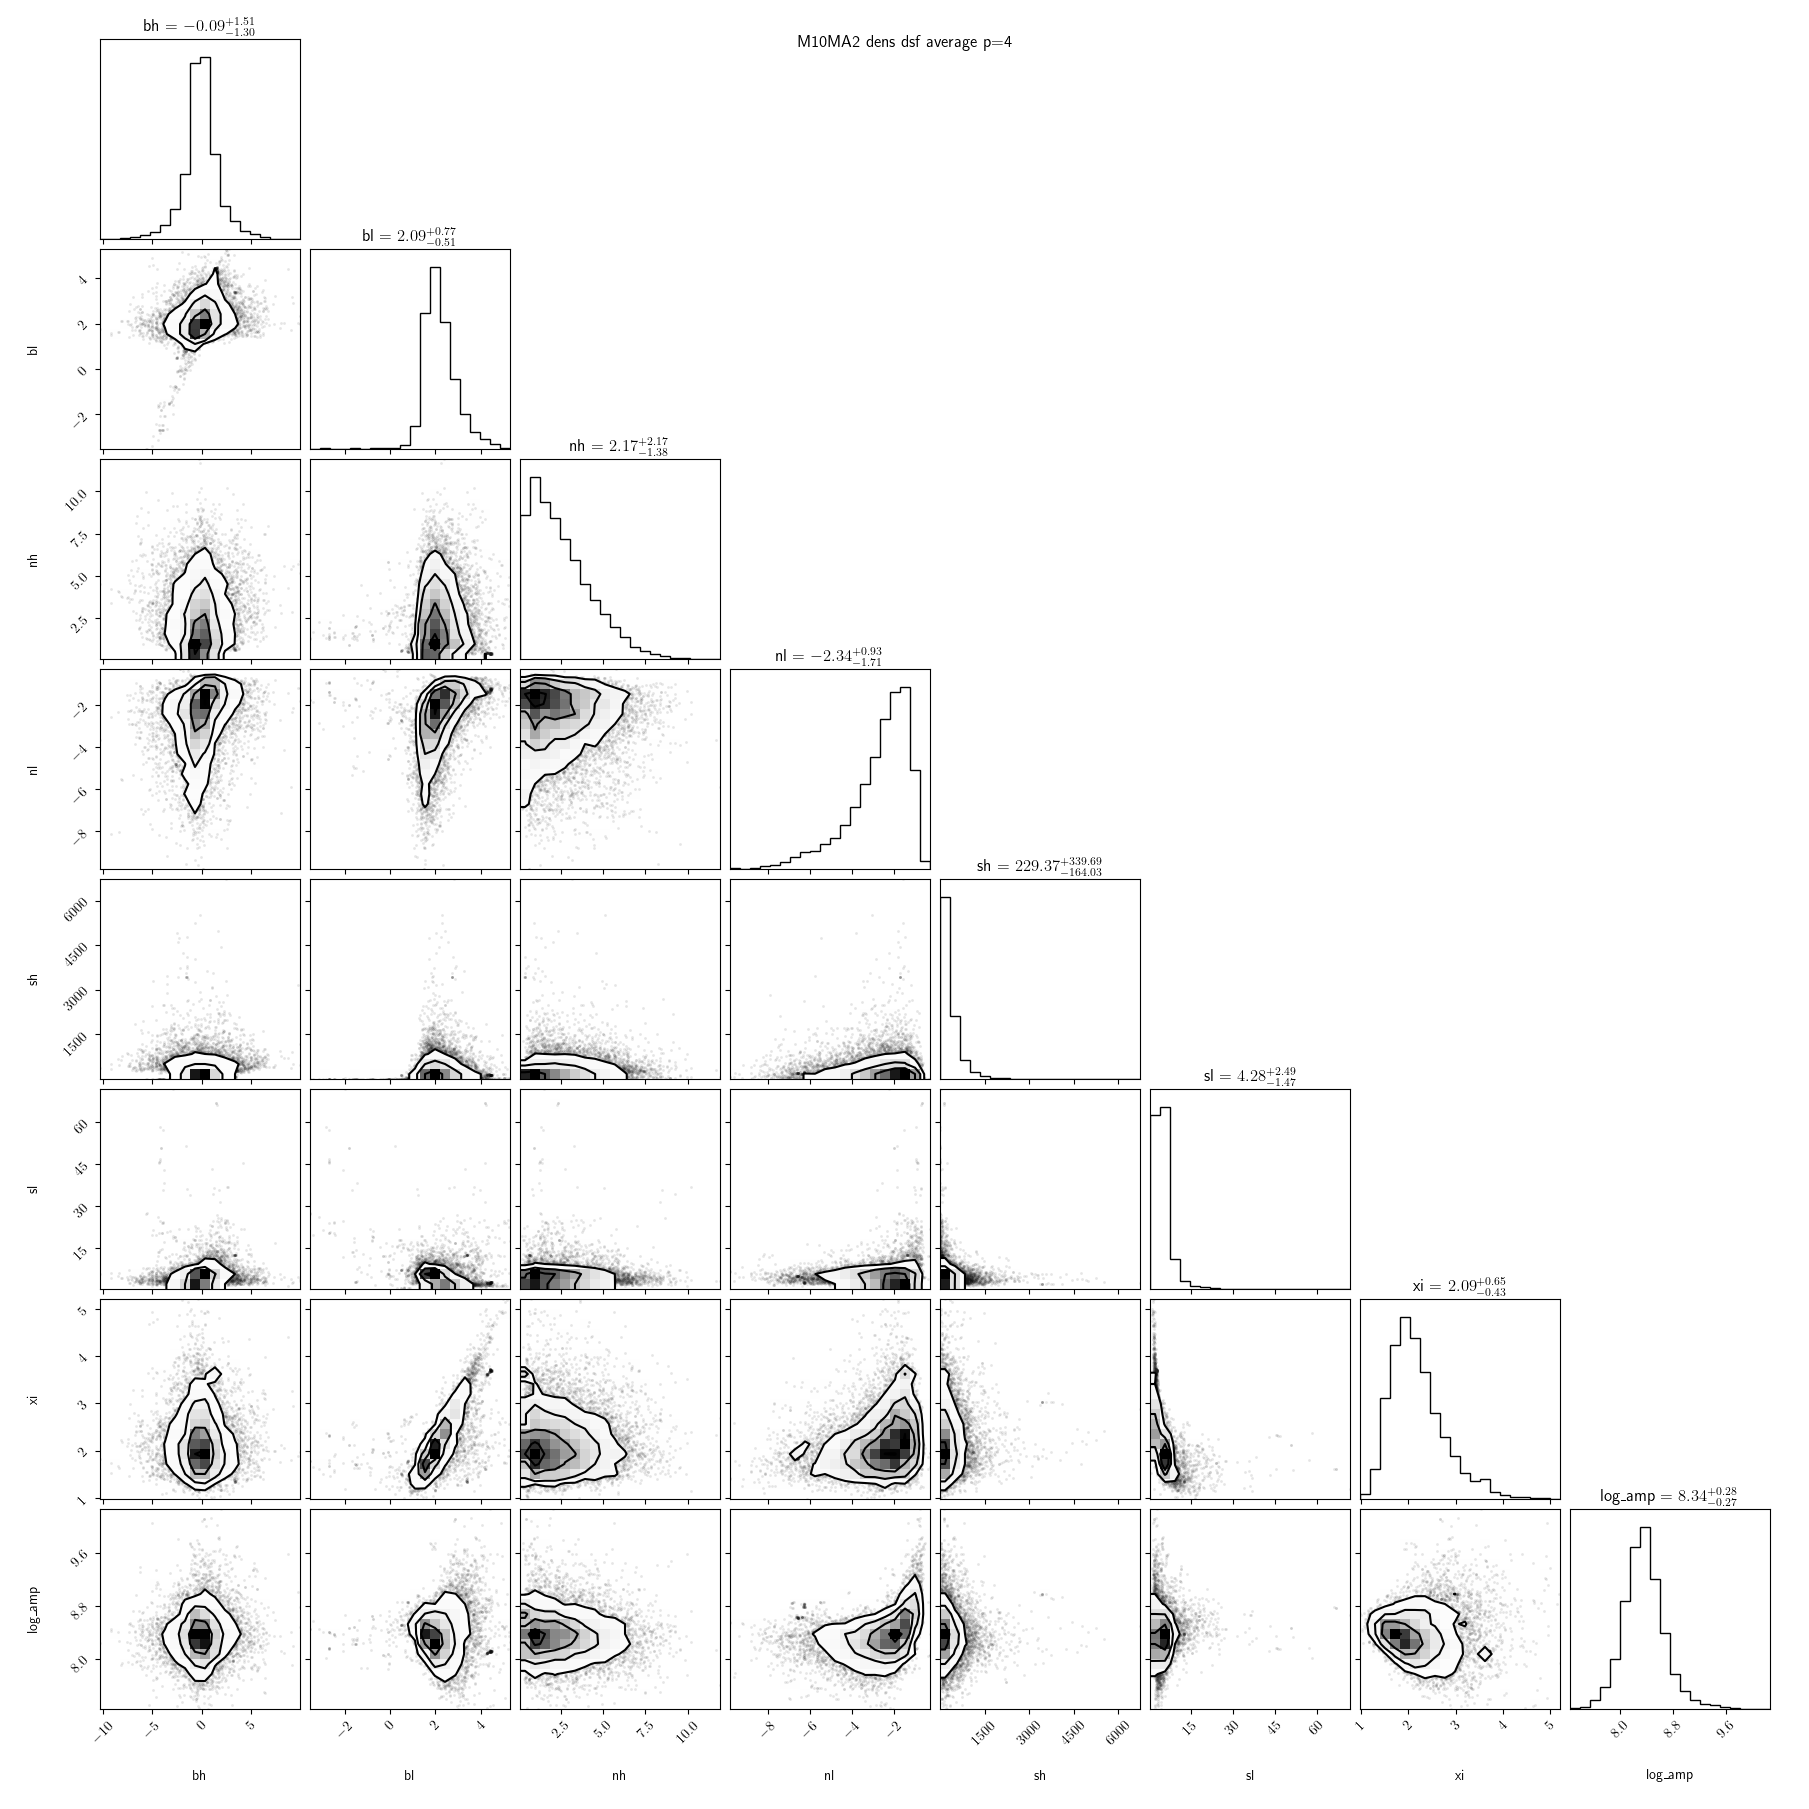 M10MA2 dens dsf average p=4
bh = −0.09 +1.51 −1.30
bl = 2.09 +0.77 −0.51
4
2
0
−2
bl
nh = 2.17 +2.17 −1.38
10.0
7.5
5.0
2.5
nh
nl = −2.34 +0.93 −1.71
−2
−4
−6
−8
nl
sh = 229.37 +339.69 −164.03
6000
4500
3000
1500
sh
sl = 4.28 +2.49 −1.47
60
45
30
15
sl
xi = 2.09 +0.65 −0.43
5
4
3
2
1
xi
log_amp = 8.34 +0.28 −0.27
9.6
8.8
8.0
log_amp
−10 −5 0 5 −2 0 2 4 2.5 5.0 7.5 10.0 −8 −6 −4 −2 1500 3000 4500 6000 15 30 45 60 1 2 3 4 5 8.0 8.8 9.6
bh bl nh nl sh sl xi log_amp